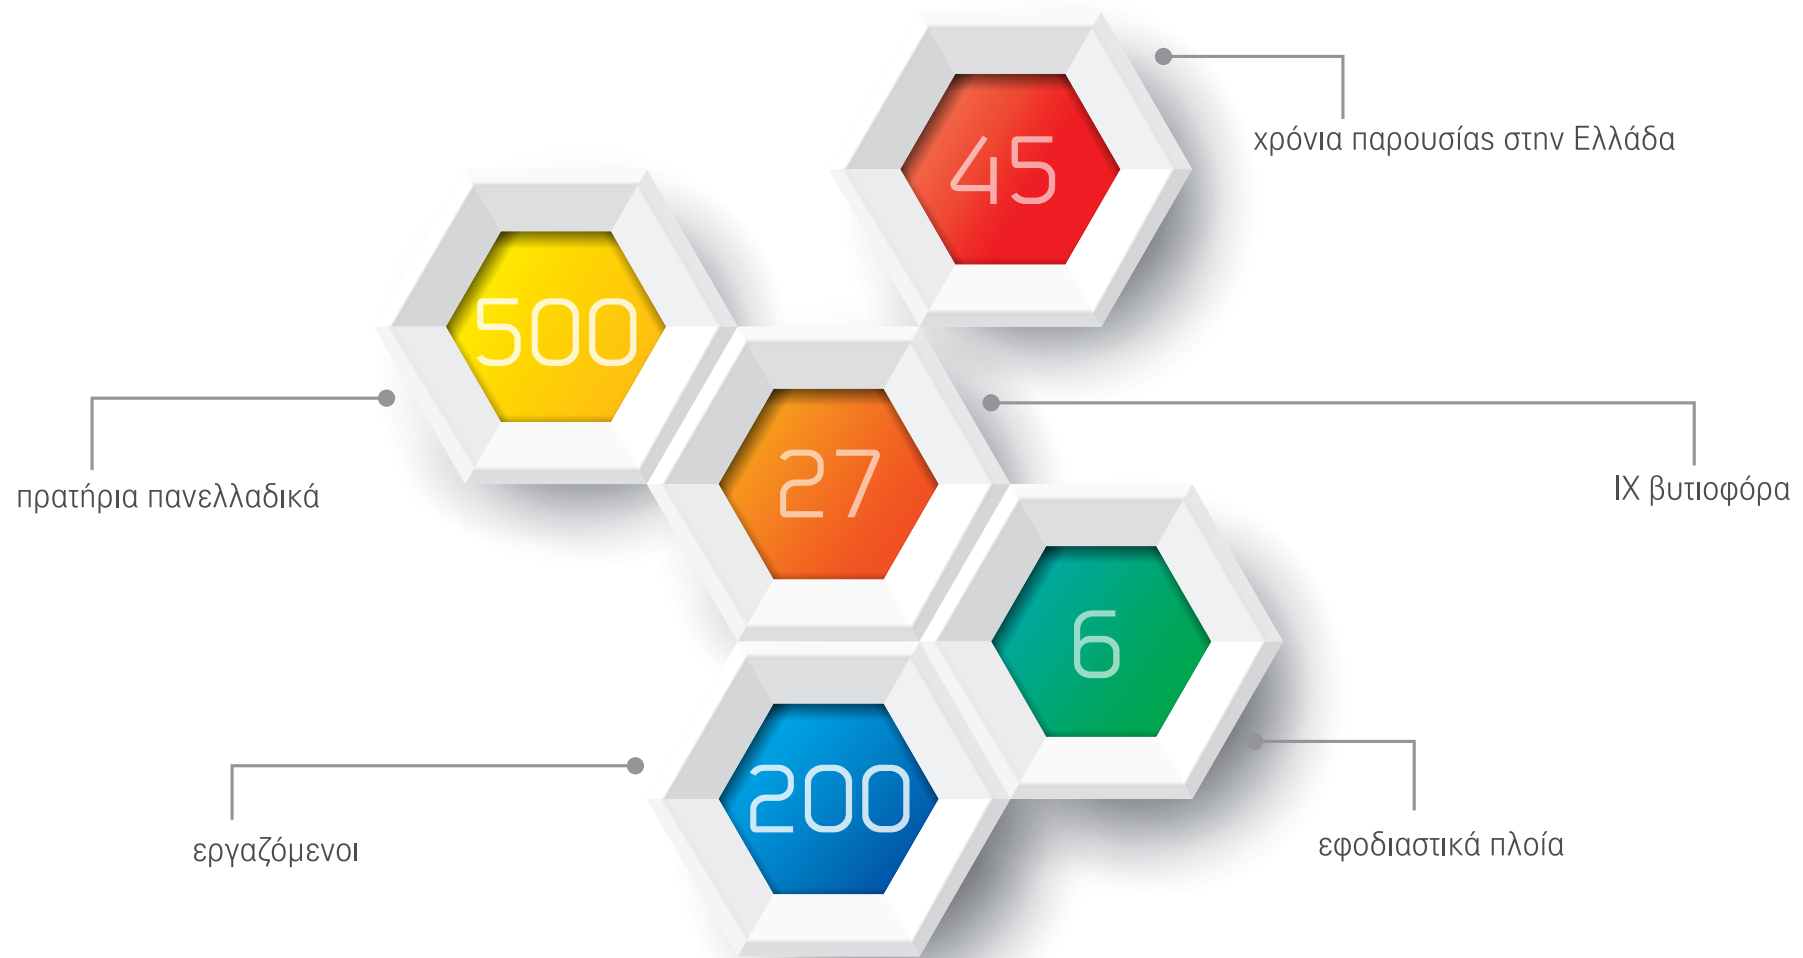 45
χρόνια παρουσίας στην Ελλάδα
500
πρατήρια πανελλαδικά
27
ΙΧ βυτιοφόρα
6
εφοδιαστικά πλοία
200
εργαζόμενοι